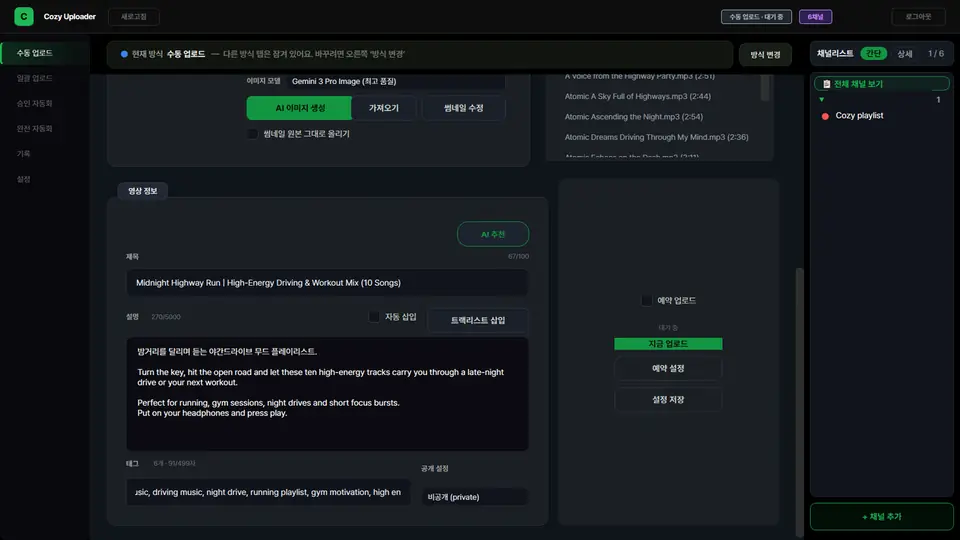 C Cozy Uploader 새로고침
수동 업로드 · 대기 중 6채널 로그아웃
수동 업로드
일괄 업로드
승인 자동화
완전 자동화
기록
설정
현재 방식 수동 업로드 — 다른 방식 탭은 잠겨 있어요. 바꾸려면 오른쪽 '방식 변경'
방식 변경
이미지 모델 Gemini 3 Pro Image (최고 품질)
AI 이미지 생성 가져오기 썸네일 수정
썸네일 원본 그대로 올리기
A Voice from the Highway Party.mp3 (2:51)
Atomic A Sky Full of Highways.mp3 (2:44)
Atomic Ascending the Night.mp3 (2:54)
Atomic Dreams Driving Through My Mind.mp3 (2:36)
Atomic Echoes on the Dash.mp3
영상 정보
AI 추천
제목 67/100
Midnight Highway Run | High-Energy Driving & Workout Mix (10 Songs)
설명 270/5000 자동 삽입 트랙리스트 삽입
밤거리를 달리며 듣는 야간드라이브 무드 플레이리스트.
Turn the key, hit the open road and let these ten high-energy tracks carry you through a late-night
drive or your next workout.
Perfect for running, gym sessions, night drives and short focus bursts.
Put on your headphones and press play.
태그 6개 · 91/499자
usic, driving music, night drive, running playlist, gym motivation, high en
공개 설정
비공개 (private)
예약 업로드
대기 중
지금 업로드
예약 설정
설정 저장
채널리스트 간단 상세 1 / 6
전체 채널 보기
1
Cozy playlist
+ 채널 추가